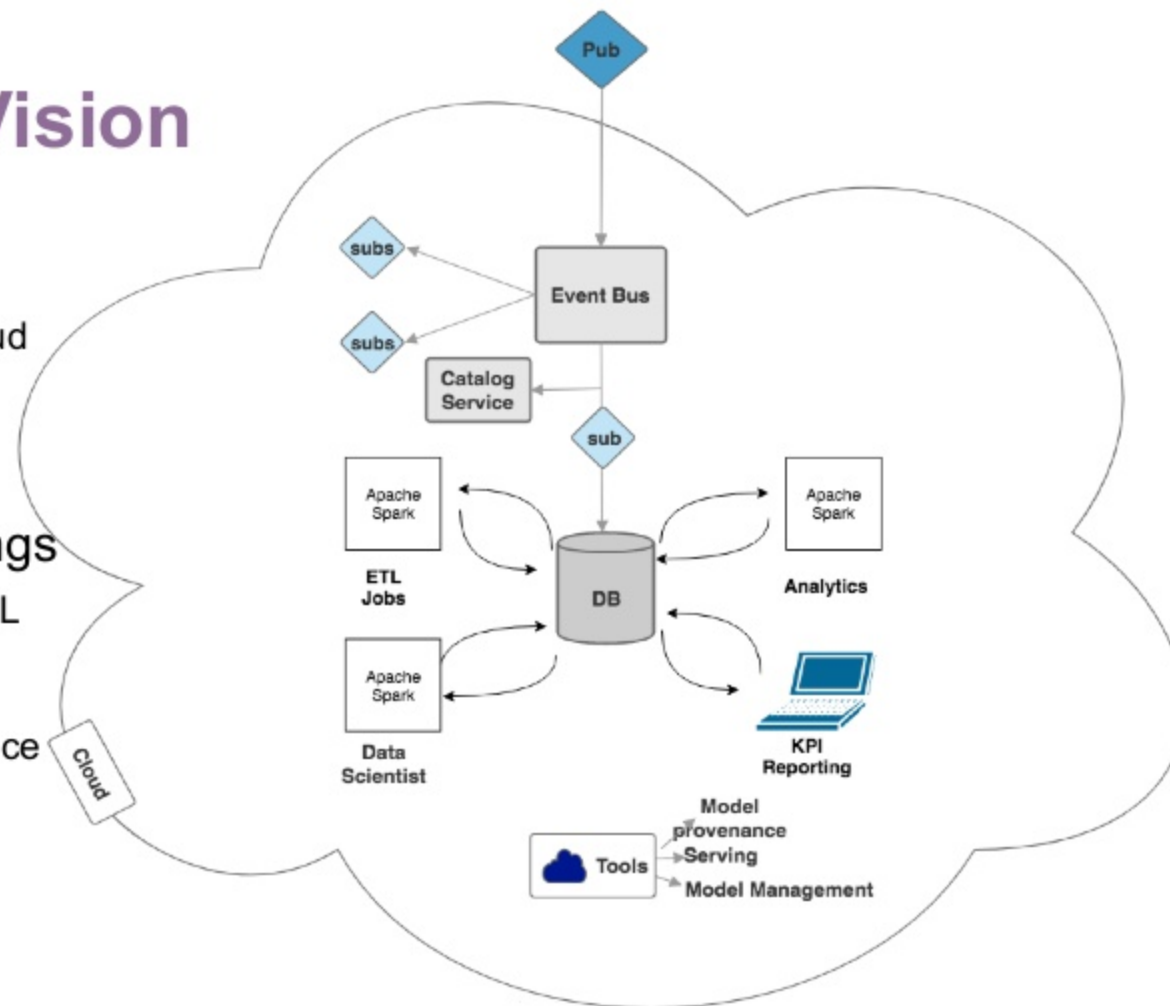 Vision
Pub
subs
Event Bus
subs
ud
Catalog
Service
sub
Apache
Spark
Apache
Spark
ngs
ETL
Jobs
Analytics
DB
L
Apache
Spark
ce
Cloud
Data
Scientist
KPI
Reporting
Tools
Model
provenance
Serving
Model Management